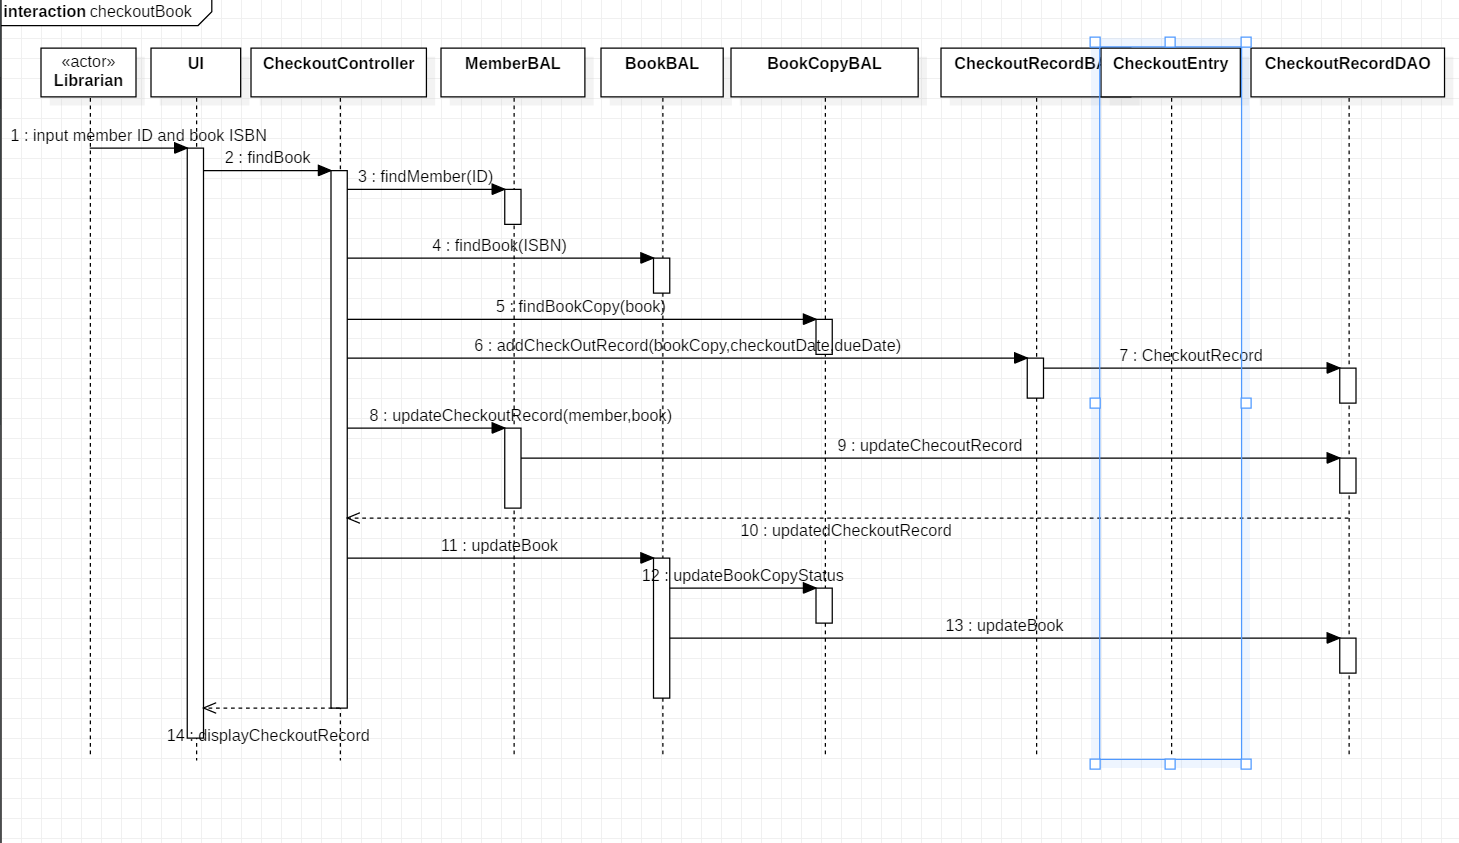 interaction checkoutBook
«actor»
Librarian
UI
CheckoutController
MemberBAL
BookBAL
BookCopyBAL
CheckoutRecordBA
CheckoutEntry
CheckoutRecordDAO
1 : input member ID and book ISBN
2 : findBook
3 : findMember(ID)
4 : findBook(ISBN)
5 : findBookCopy(book)
6 : addCheckOutRecord(bookCopy,checkoutDate,dueDate)
7 : CheckoutRecord
8 : updateCheckoutRecord(member,book)
9 : updateChecoutRecord
10 : updatedCheckoutRecord
11 : updateBook
12 : updateBookCopyStatus
13 : updateBook
14 : displayCheckoutRecord